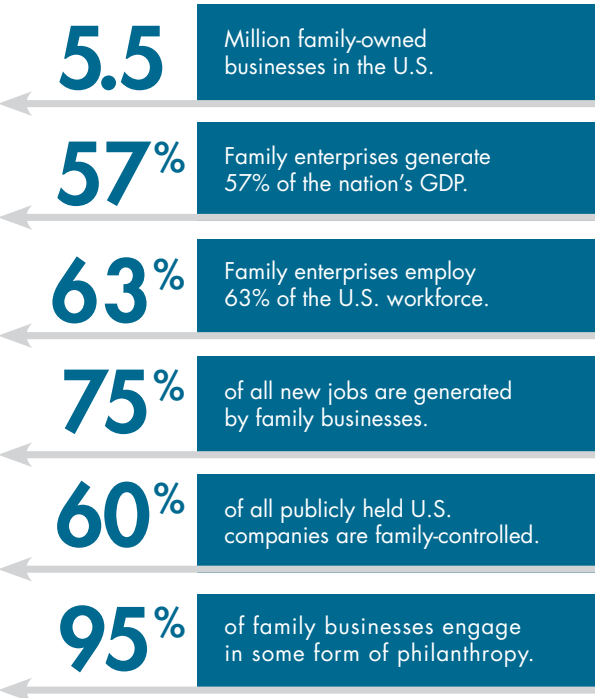 5.5
Million family-owned
businesses in the U.S.
57%
Family enterprises generate
57% of the nation's GDP.
63%
Family enterprises employ
63% of the U.S. workforce.
75%
of all new jobs are generated
by family businesses.
60%
of all publicly held U.S.
companies are family-controlled.
95%
of family businesses engage
in some form of philanthropy.